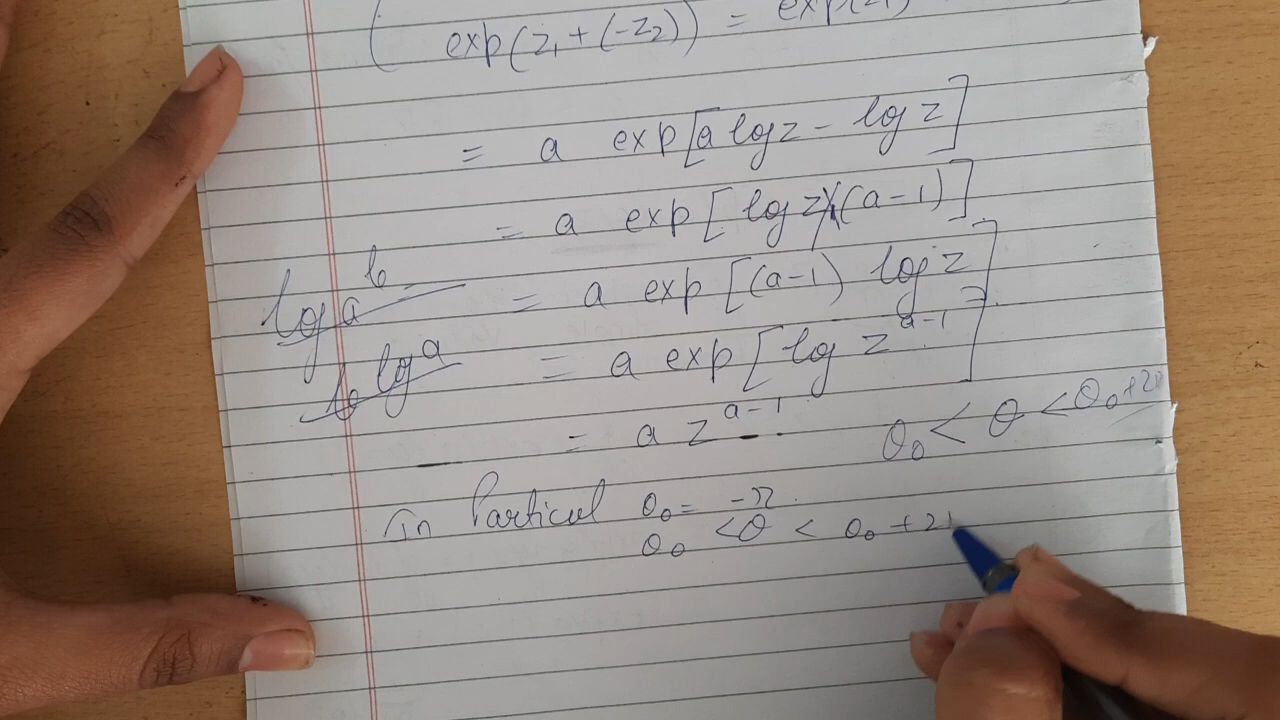 exp(z₁ + (-z₂)) = exp(z₁)
= a exp[a log z - log z]
= a exp[log z (a-1)]
log a^b = a exp[(a-1) log z]
b log a = a exp[log z^{a-1}]
= a z^{a-1} θ₀ < θ < θ₀+2π
In Particul θ₀ = -π
θ₀ < θ < θ₀ + 2